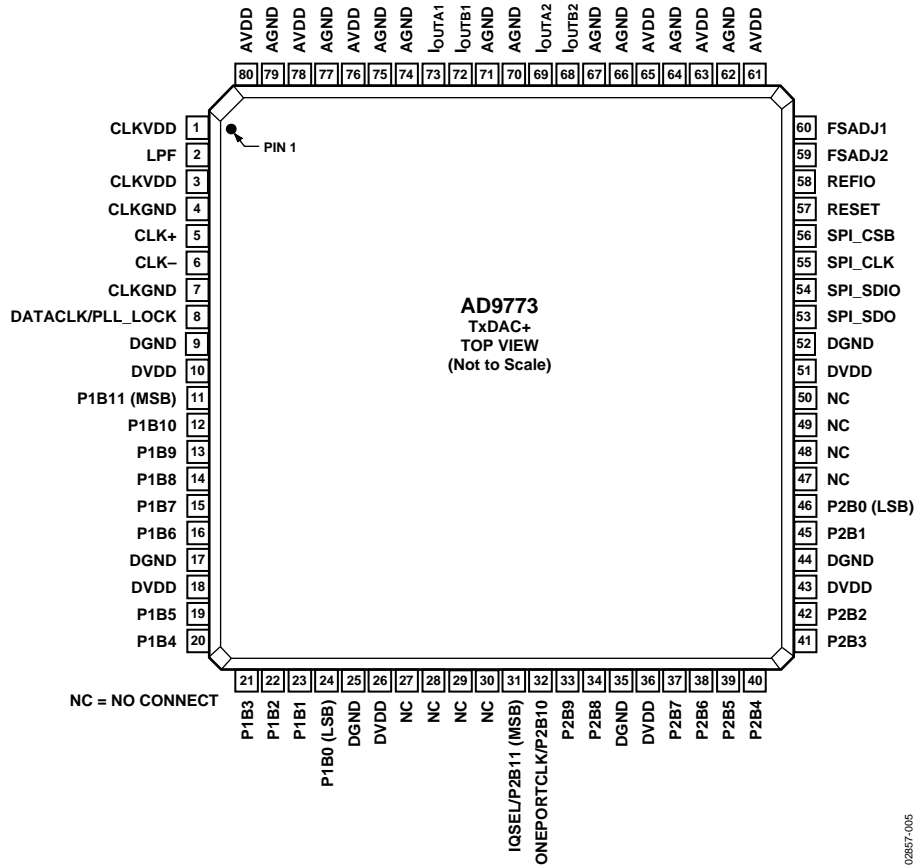 AVDD
AGND
AVDD
AGND
AVDD
AGND
AGND
IOUTA1
IOUTB1
AGND
AGND
IOUTA2
IOUTB2
AGND
AGND
AVDD
AGND
AVDD
AGND
AVDD
80 79 78 77 76 75 74 73 72 71 70 69 68 67 66 65 64 63 62 61
CLKVDD 1
LPF 2
CLKVDD 3
CLKGND 4
CLK+ 5
CLK– 6
CLKGND 7
DATACLK/PLL_LOCK 8
DGND 9
DVDD 10
P1B11 (MSB) 11
P1B10 12
P1B9 13
P1B8 14
P1B7 15
P1B6 16
DGND 17
DVDD 18
P1B5 19
P1B4 20
PIN 1
AD9773
TxDAC+
TOP VIEW
(Not to Scale)
60 FSADJ1
59 FSADJ2
58 REFIO
57 RESET
56 SPI_CSB
55 SPI_CLK
54 SPI_SDIO
53 SPI_SDO
52 DGND
51 DVDD
50 NC
49 NC
48 NC
47 NC
46 P2B0 (LSB)
45 P2B1
44 DGND
43 DVDD
42 P2B2
41 P2B3
21 22 23 24 25 26 27 28 29 30 31 32 33 34 35 36 37 38 39 40
NC = NO CONNECT
P1B3
P1B2
P1B1
P1B0 (LSB)
DGND
DVDD
NC
NC
NC
NC
IQSEL/P2B11 (MSB)
ONEPORTCLK/P2B10
P2B9
P2B8
DGND
DVDD
P2B7
P2B6
P2B5
P2B4
02857-005